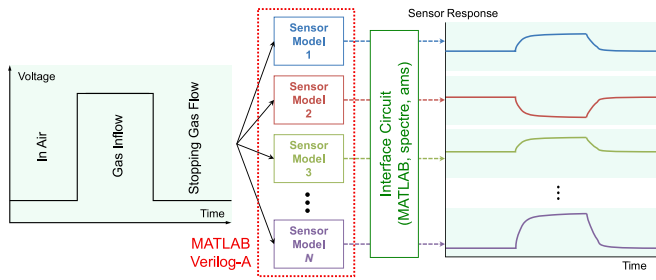 Voltage
In Air
Gas Inflow
Stopping Gas Flow
Time
MATLAB
Verilog-A
Sensor
Model
1
Sensor
Model
2
Sensor
Model
3
Sensor
Model
N
Interface Circuit
(MATLAB, spectre, ams)
Sensor Response
Time